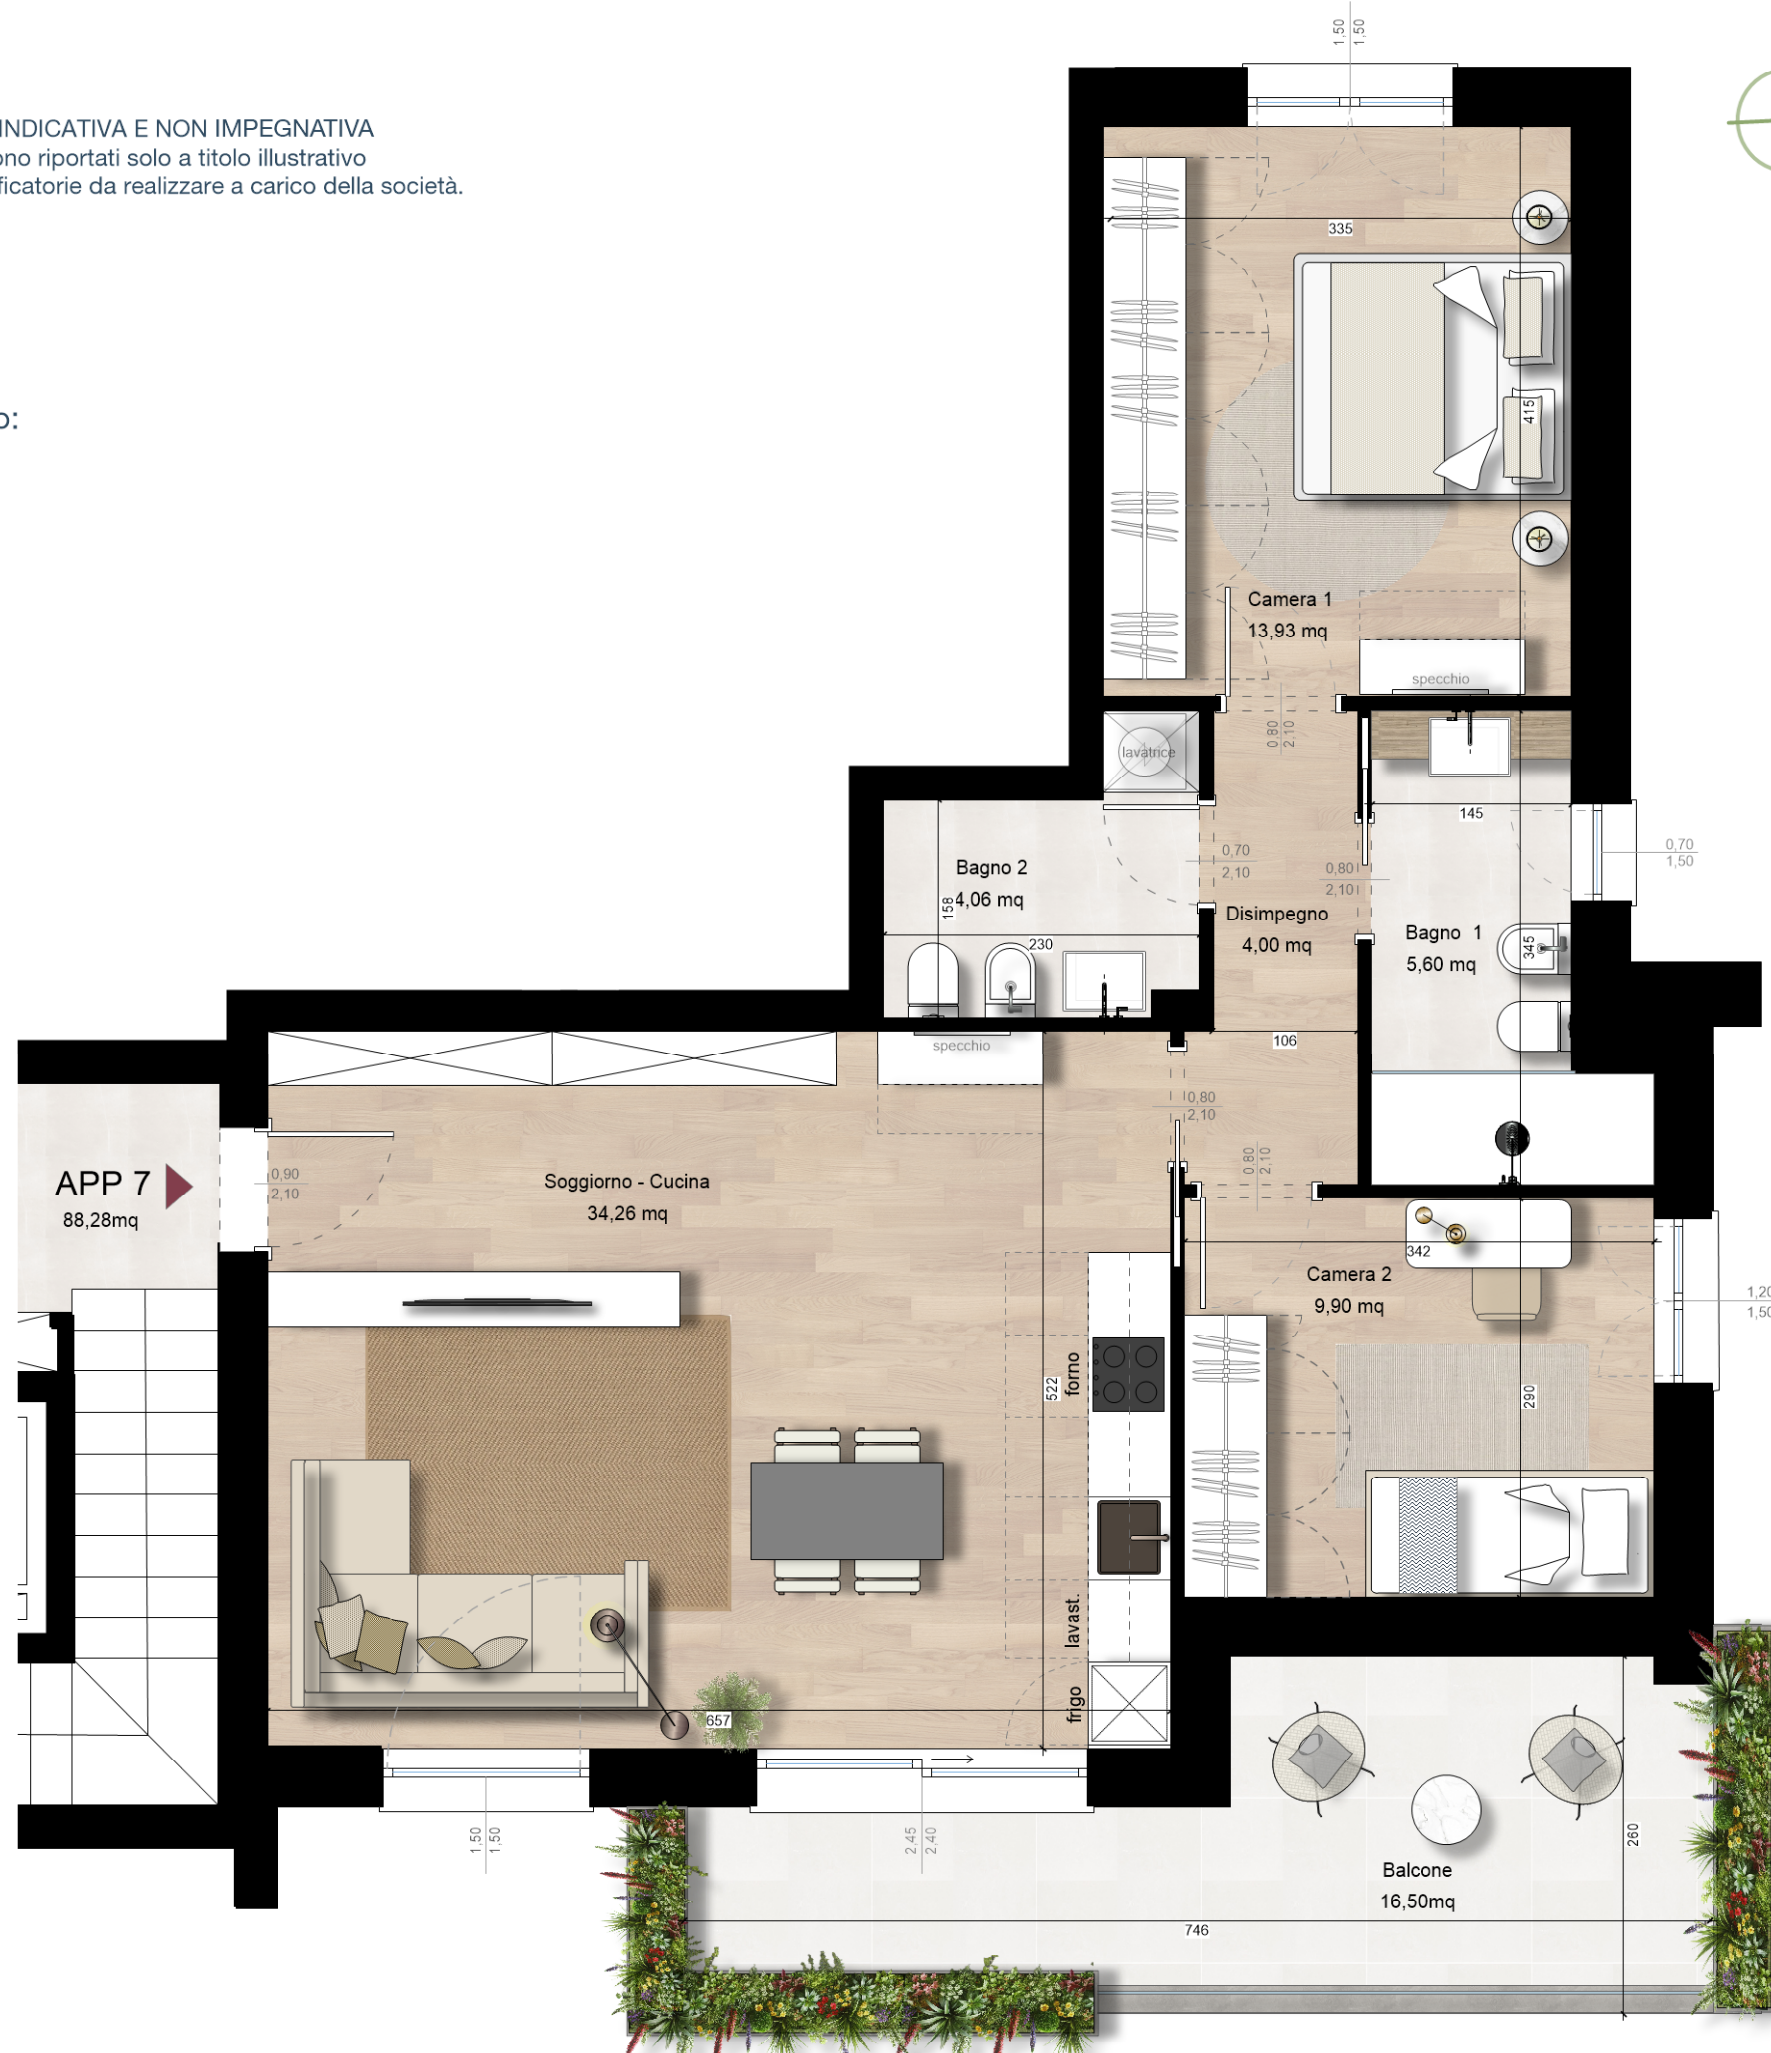 1,50
1,50
INDICATIVA E NON IMPEGNATIVA
ono riportati solo a titolo illustrativo
ficatorie da realizzare a carico della società.
335
o:
415
Camera 1
13,93 mq
specchio
0,80
2,10
lavatrice
145
0,70
1,50
Bagno 2
4,06 mq
0,70
2,10
0,80
2,10
158
Disimpegno
4,00 mq
230
Bagno 1
5,60 mq
345
specchio
106
0,80
2,10
0,80
2,10
APP 7
88,28mq
0,90
2,10
Soggiorno - Cucina
34,26 mq
342
Camera 2
9,90 mq
1,20
1,50
522
forno
290
lavast.
frigo
657
1,50
1,50
2,45
2,40
260
Balcone
16,50mq
746